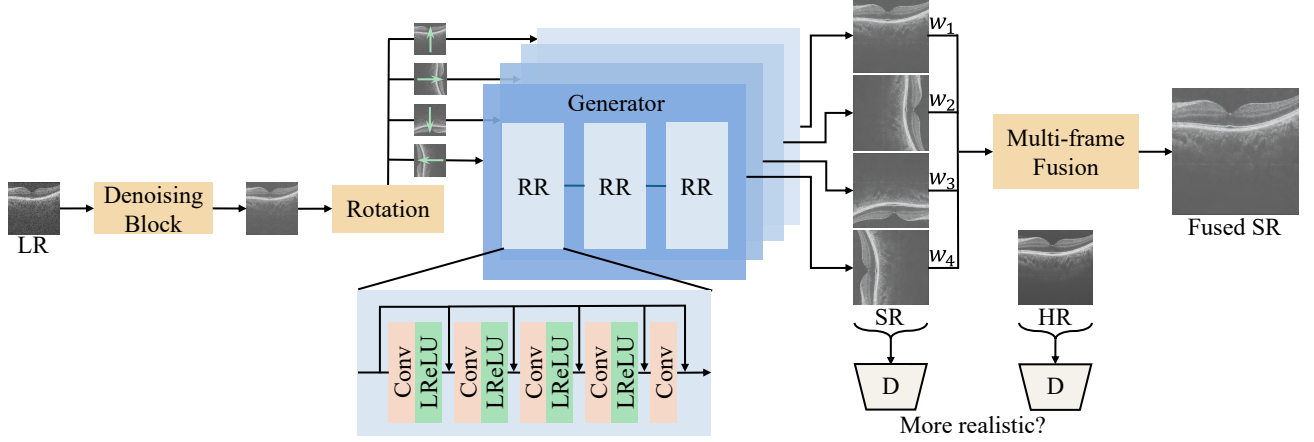 LR
Denoising
Block
Rotation
Generator
RR
RR
RR
Conv
LReLU
Conv
LReLU
Conv
LReLU
Conv
LReLU
Conv
w₁
w₂
w₃
w₄
SR
HR
D
D
More realistic?
Multi-frame
Fusion
Fused SR